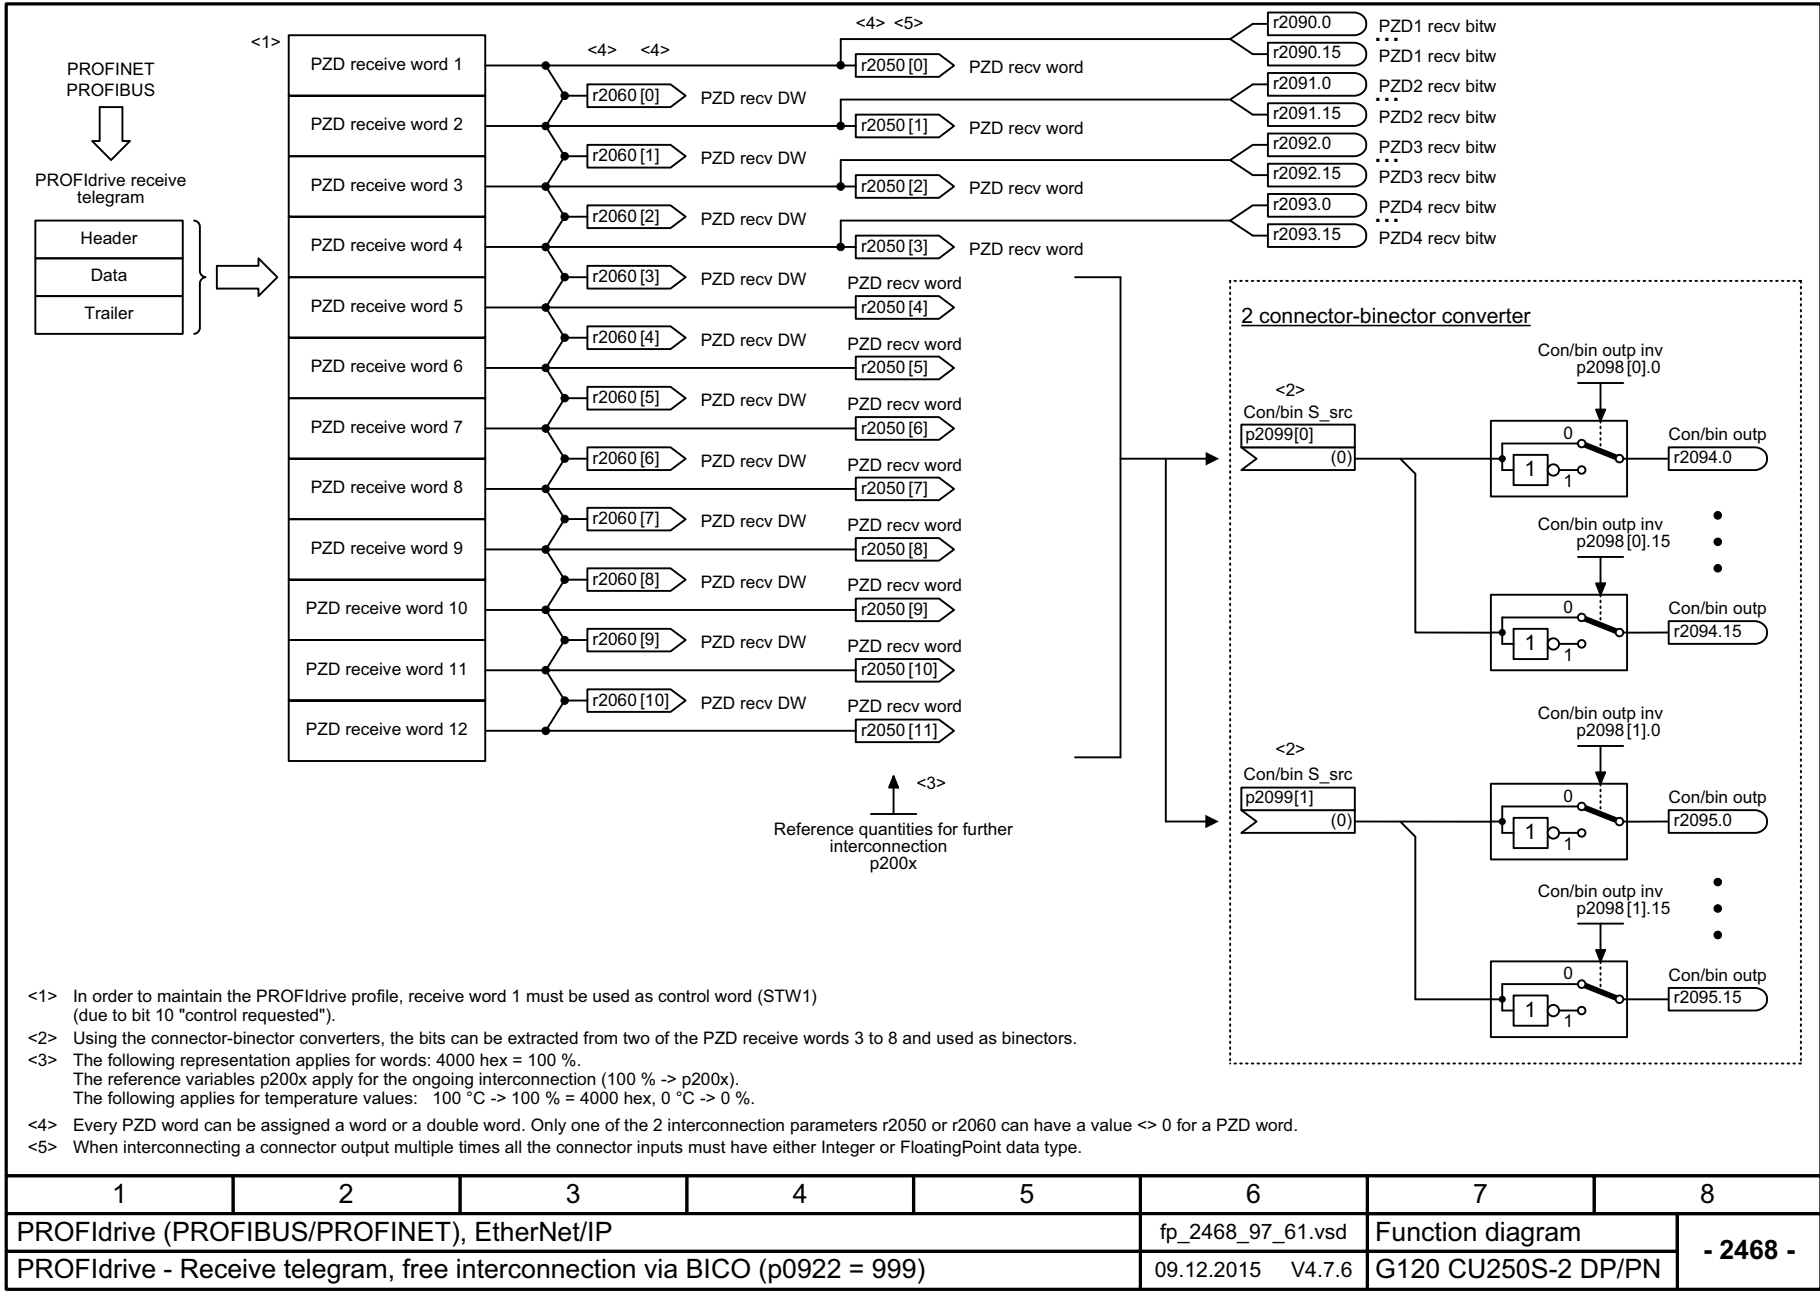 PROFINET
PROFIBUS
PROFIdrive receive
telegram
Header
Data
Trailer
<1>
PZD receive word 1
PZD receive word 2
PZD receive word 3
PZD receive word 4
PZD receive word 5
PZD receive word 6
PZD receive word 7
PZD receive word 8
PZD receive word 9
PZD receive word 10
PZD receive word 11
PZD receive word 12
<4> <4>
r2060 [0] PZD recv DW
r2060 [1] PZD recv DW
r2060 [2] PZD recv DW
r2060 [3] PZD recv DW
r2060 [4] PZD recv DW
r2060 [5] PZD recv DW
r2060 [6] PZD recv DW
r2060 [7] PZD recv DW
r2060 [8] PZD recv DW
r2060 [9] PZD recv DW
r2060 [10] PZD recv DW
<4> <5>
r2050 [0] PZD recv word
r2050 [1] PZD recv word
r2050 [2] PZD recv word
r2050 [3] PZD recv word
PZD recv word
r2050 [4]
PZD recv word
r2050 [5]
PZD recv word
r2050 [6]
PZD recv word
r2050 [7]
PZD recv word
r2050 [8]
PZD recv word
r2050 [9]
PZD recv word
r2050 [10]
PZD recv word
r2050 [11]
<3>
Reference quantities for further
interconnection
p200x
r2090.0 PZD1 recv bitw
...
r2090.15 PZD1 recv bitw
r2091.0 PZD2 recv bitw
...
r2091.15 PZD2 recv bitw
r2092.0 PZD3 recv bitw
...
r2092.15 PZD3 recv bitw
r2093.0 PZD4 recv bitw
...
r2093.15 PZD4 recv bitw
2 connector-binector converter
<2>
Con/bin S_src
p2099[0]
(0)
Con/bin outp inv
p2098 [0].0
0
1
1
Con/bin outp
r2094.0
Con/bin outp inv
p2098 [0].15
0
1
1
Con/bin outp
r2094.15
<2>
Con/bin S_src
p2099[1]
(0)
Con/bin outp inv
p2098 [1].0
0
1
1
Con/bin outp
r2095.0
Con/bin outp inv
p2098 [1].15
0
1
1
Con/bin outp
r2095.15
<1> In order to maintain the PROFIdrive profile, receive word 1 must be used as control word (STW1)
(due to bit 10 "control requested").
<2> Using the connector-binector converters, the bits can be extracted from two of the PZD receive words 3 to 8 and used as binectors.
<3> The following representation applies for words: 4000 hex = 100 %.
The reference variables p200x apply for the ongoing interconnection (100 % -> p200x).
The following applies for temperature values: 100 °C -> 100 % = 4000 hex, 0 °C -> 0 %.
<4> Every PZD word can be assigned a word or a double word. Only one of the 2 interconnection parameters r2050 or r2060 can have a value <> 0 for a PZD word.
<5> When interconnecting a connector output multiple times all the connector inputs must have either Integer or FloatingPoint data type.
1 2 3 4 5 6 7 8
PROFIdrive (PROFIBUS/PROFINET), EtherNet/IP fp_2468_97_61.vsd Function diagram - 2468 -
PROFIdrive - Receive telegram, free interconnection via BICO (p0922 = 999) 09.12.2015 V4.7.6 G120 CU250S-2 DP/PN